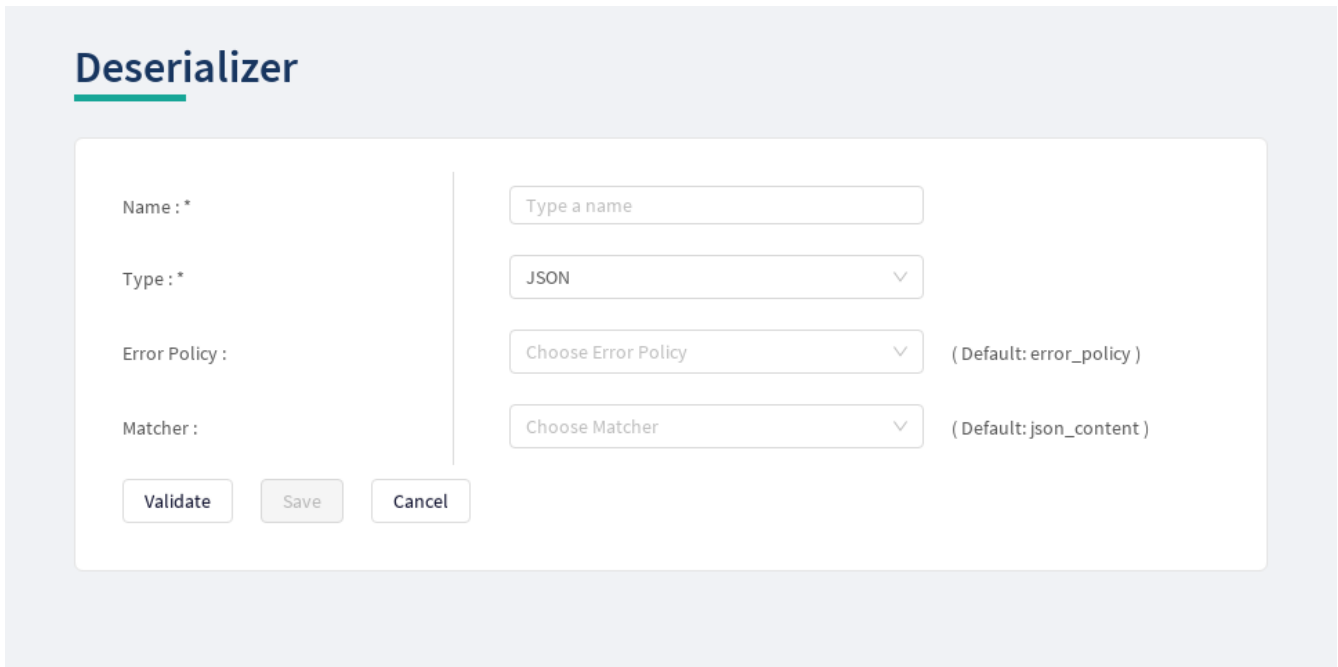 Deserializer
Name : * Type a name
Type : * JSON
Error Policy : Choose Error Policy ( Default: error_policy )
Matcher : Choose Matcher ( Default: json_content )
Validate Save Cancel